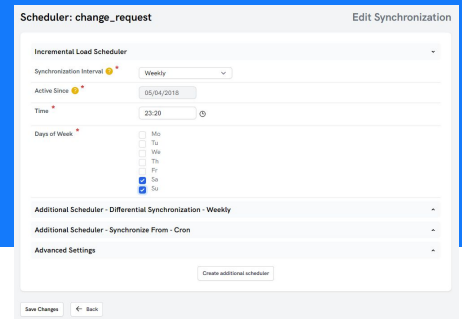 Scheduler: change_request
Edit Synchronization
Incremental Load Scheduler
Synchronization Interval ? * Weekly
Active Since ? * 05/04/2018
Time * 23:20
Days of Week * Mo
Tu
We
Th
Fr
Sa
Su
Additional Scheduler - Differential Synchronization - Weekly
Additional Scheduler - Synchronize From - Cron
Advanced Settings
Create additional scheduler
Save Changes ← Back